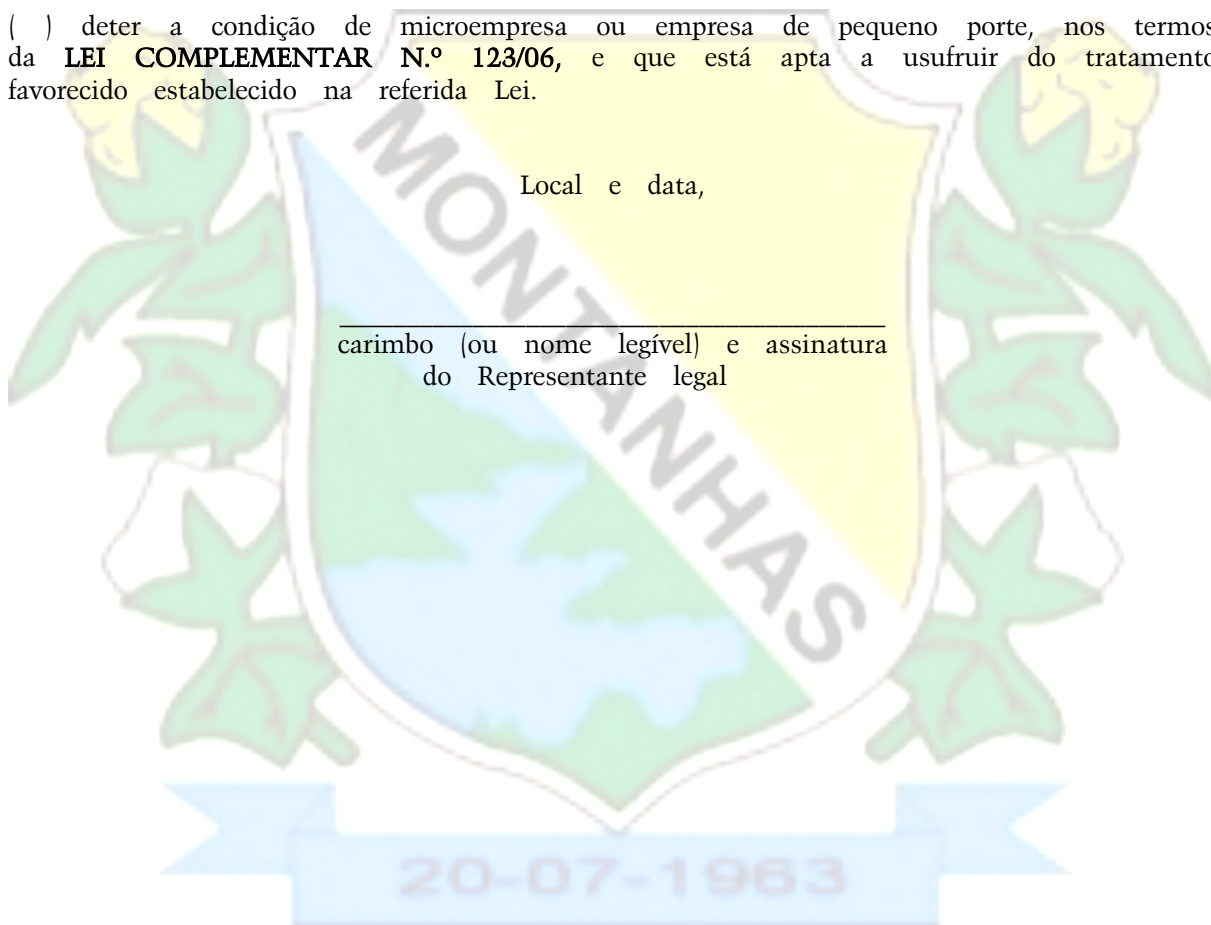 ( ) deter a condição de microempresa ou empresa de pequeno porte, nos termos
da LEI COMPLEMENTAR N.º 123/06, e que está apta a usufruir do tratamento
favorecido estabelecido na referida Lei.
Local e data,
carimbo (ou nome legível) e assinatura
do Representante legal
MONTANHAS
20-07-1963